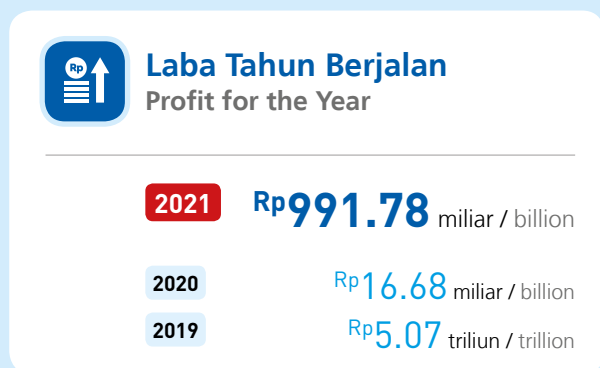 Rp
Laba Tahun Berjalan
Profit for the Year
2021 Rp991.78 miliar / billion
2020 Rp16.68 miliar / billion
2019 Rp5.07 triliun / trillion